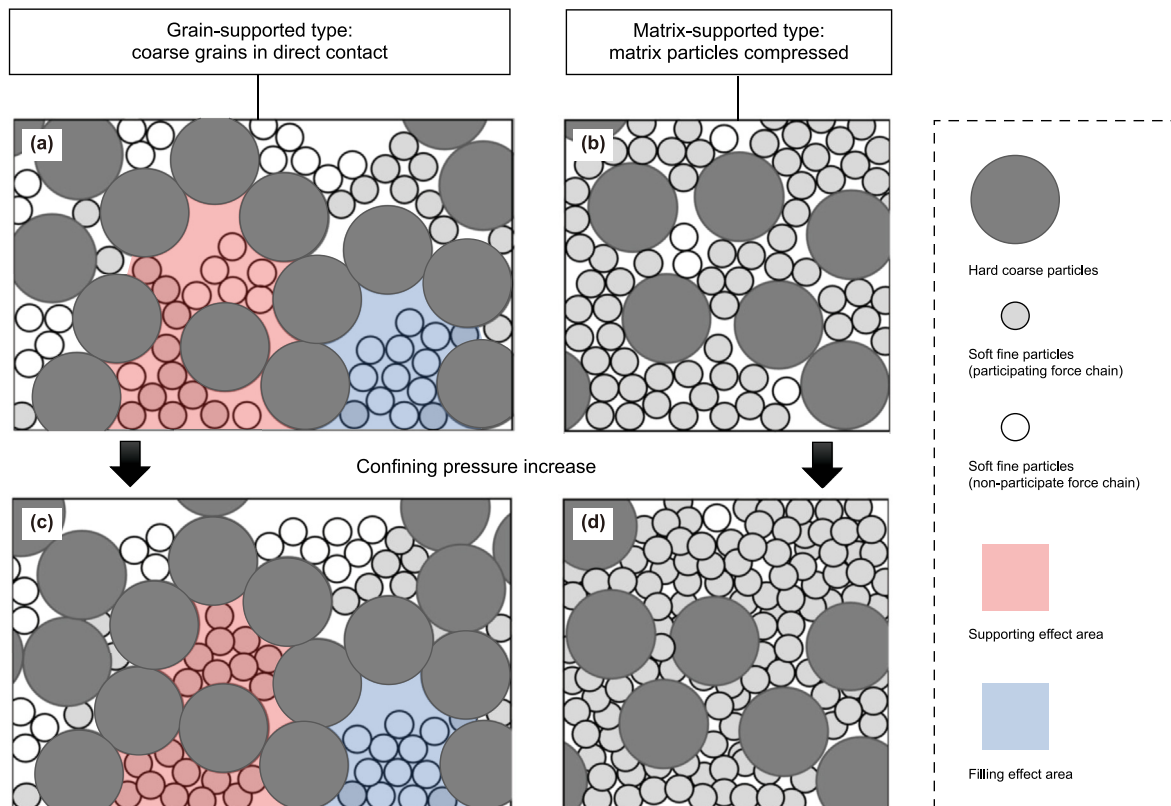 Grain-supported type:
coarse grains in direct contact
Matrix-supported type:
matrix particles compressed
(a)
(b)
Hard coarse particles
Soft fine particles
(participating force chain)
Confining pressure increase
Soft fine particles
(non-participate force chain)
(c)
(d)
Supporting effect area
Filling effect area